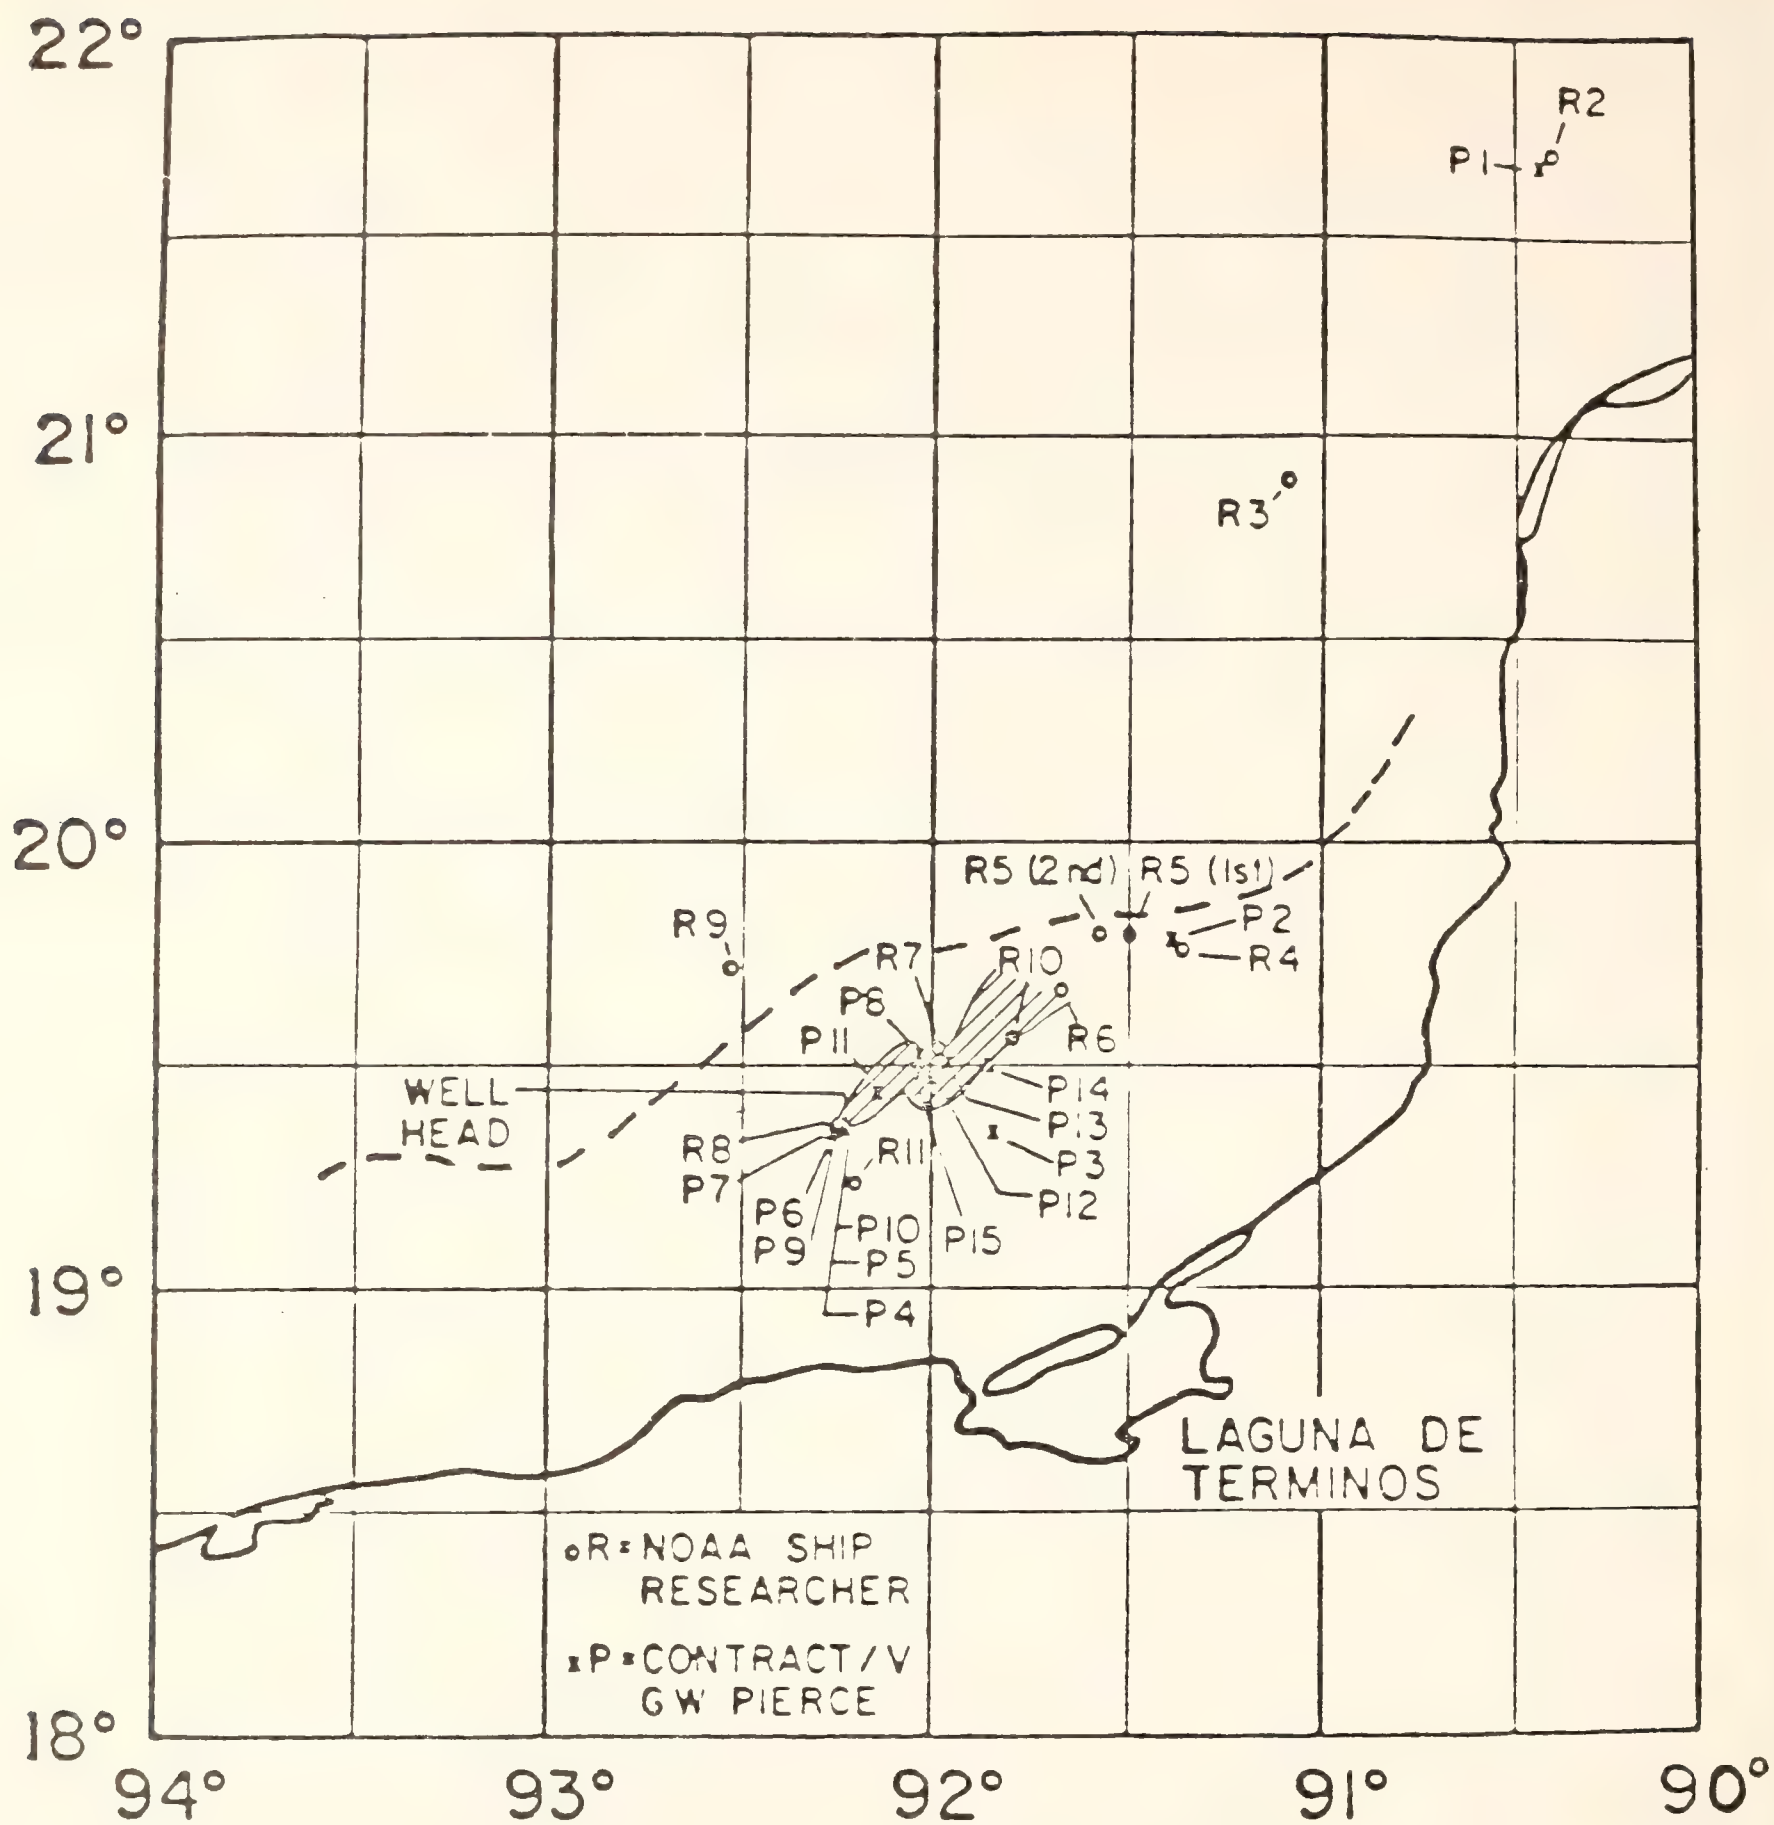 22°
R2
P1
21°
R3
20°
R5 (2nd) R5 (1st)
R9
P2
R7
R10
R4
P8
P11
R6
WELL
HEAD
P14
P13
R8
R11
P3
P7
P12
P6
P10
P15
P9
P5
19°
P4
LAGUNA DE
TERMINOS
R=NOAA SHIP
RESEARCHER
P=CONTRACT/V
GW PIERCE
18°
94° 93° 92° 91° 90°